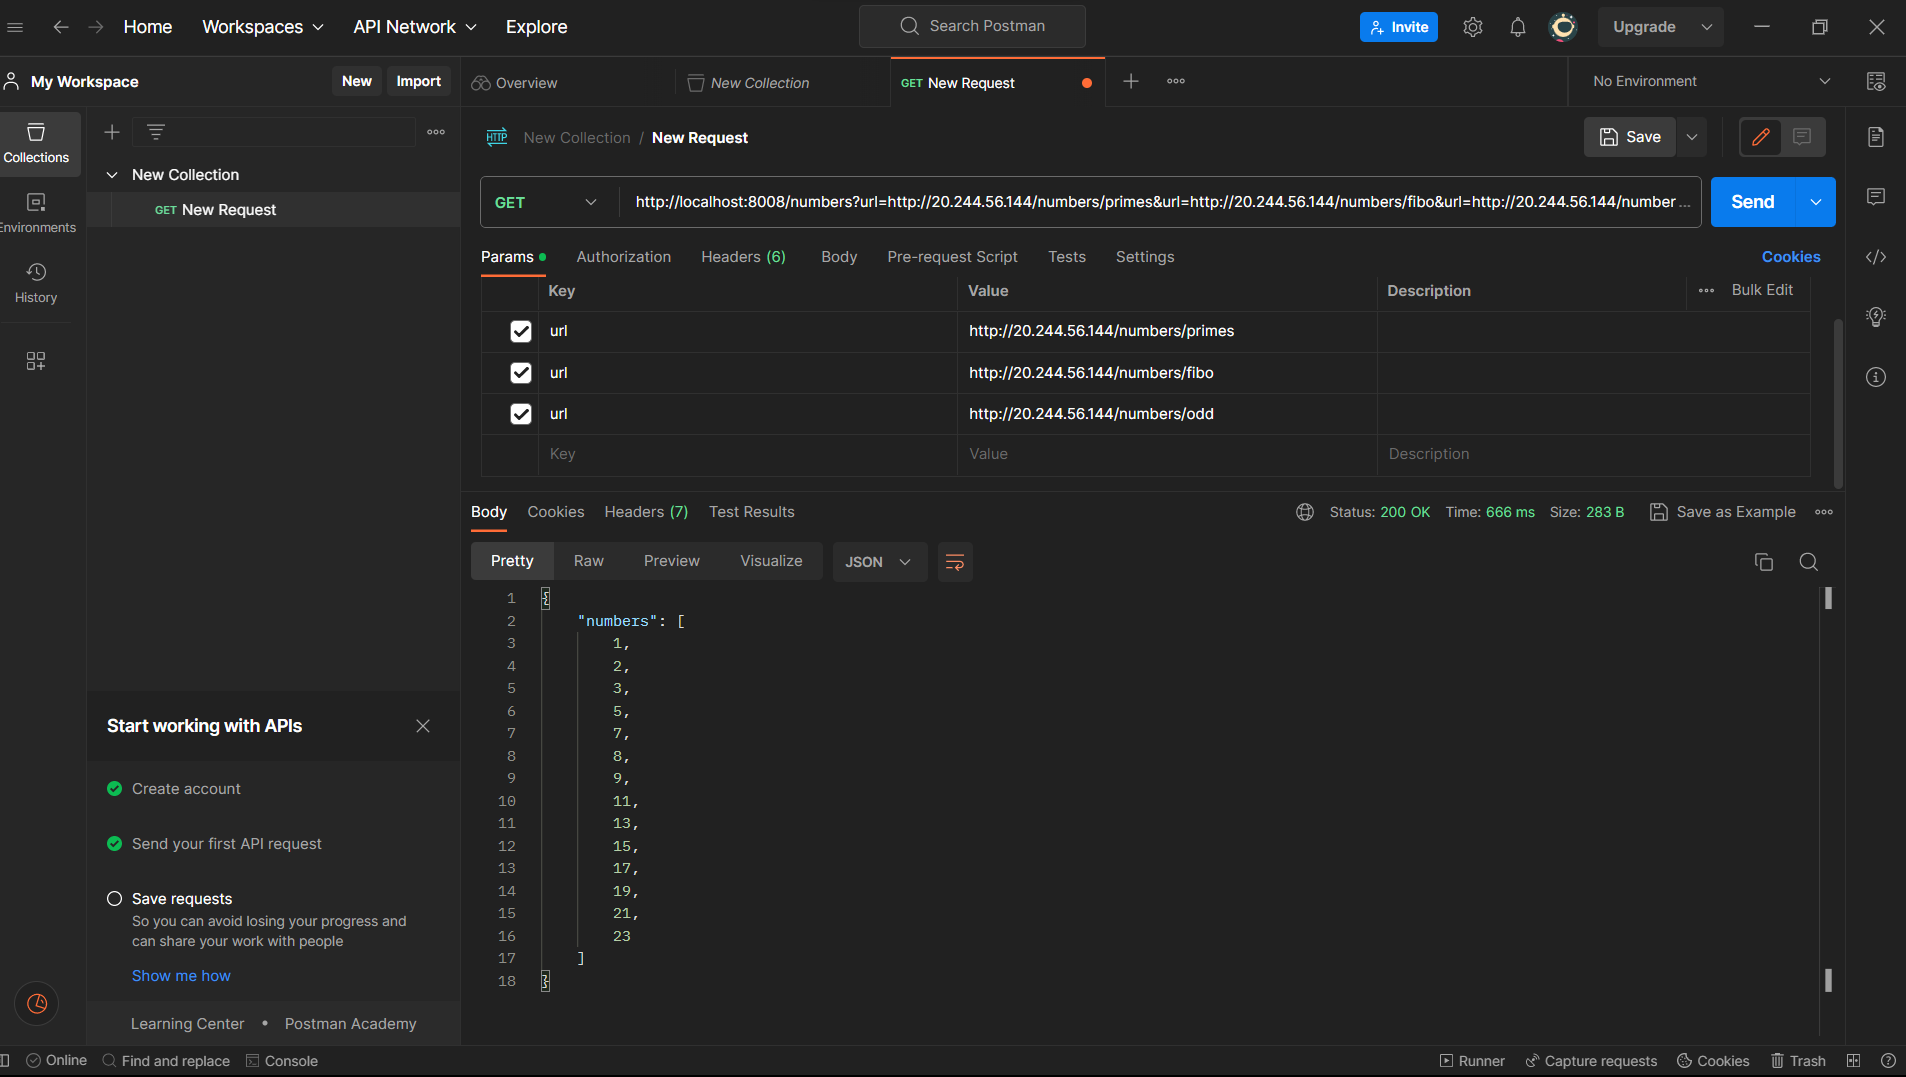 Home Workspaces API Network Explore Search Postman Invite Upgrade
My Workspace New Import Overview New Collection GET New Request No Environment
Collections
Environments
History
New Collection
GET New Request
HTTP New Collection / New Request Save
GET http://localhost:8008/numbers?url=http://20.244.56.144/numbers/primes&url=http://20.244.56.144/numbers/fibo&url=http://20.244.56.144/number ... Send
Params Authorization Headers (6) Body Pre-request Script Tests Settings Cookies
Key Value Description Bulk Edit
url http://20.244.56.144/numbers/primes
url http://20.244.56.144/numbers/fibo
url http://20.244.56.144/numbers/odd
Key Value Description
Body Cookies Headers (7) Test Results Status: 200 OK Time: 666 ms Size: 283 B Save as Example
Pretty Raw Preview Visualize JSON
1 {
2 "numbers": [
3 1,
4 2,
5 3,
6 5,
7 7,
8 8,
9 9,
10 11,
11 13,
12 15,
13 17,
14 19,
15 21,
16 23
17 ]
18 }
Start working with APIs
Create account
Send your first API request
Save requests
So you can avoid losing your progress and
can share your work with people
Show me how
Learning Center • Postman Academy
Online Find and replace Console Runner Capture requests Cookies Trash